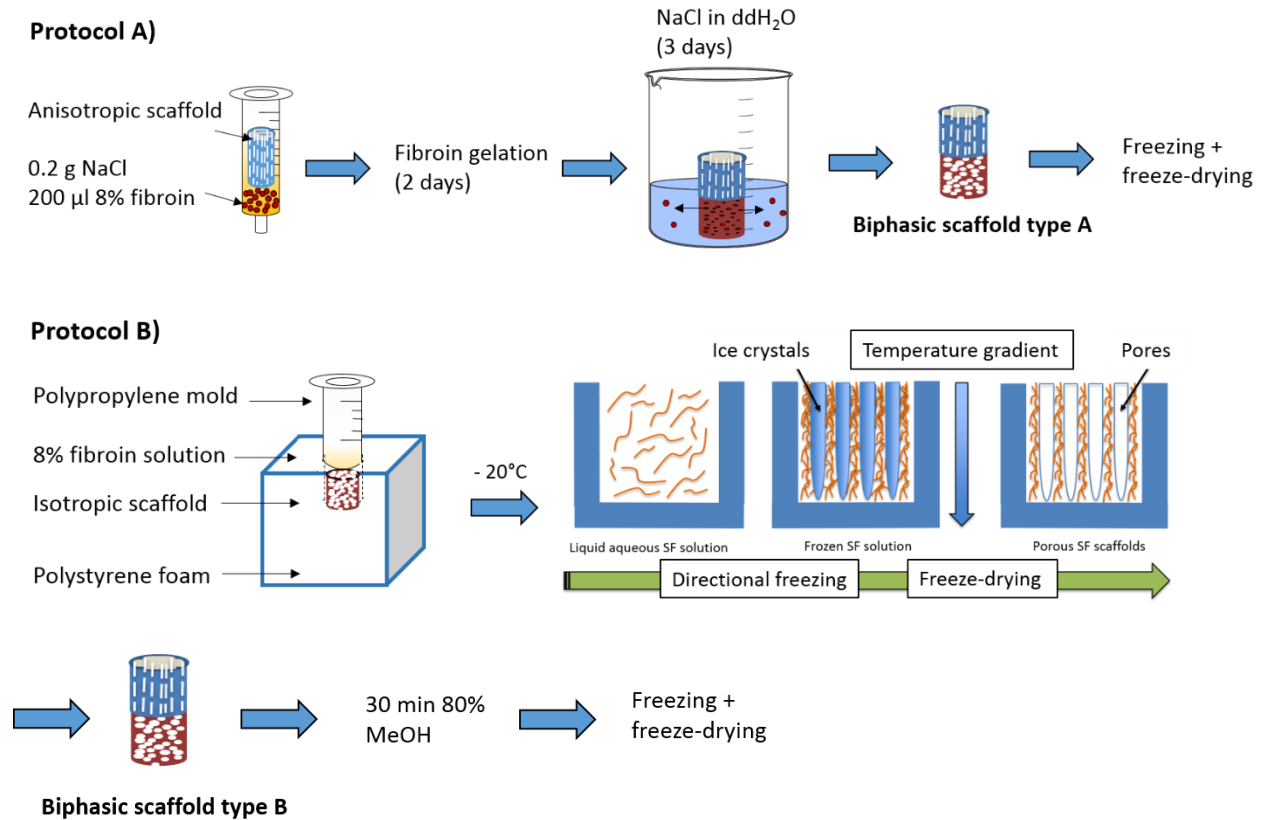 Protocol A)
Anisotropic scaffold
0.2 g NaCl
200 µl 8% fibroin
Fibroin gelation
(2 days)
NaCl in ddH₂O
(3 days)
Biphasic scaffold type A
Freezing +
freeze-drying
Protocol B)
Polypropylene mold
8% fibroin solution
Isotropic scaffold
Polystyrene foam
- 20°C
Ice crystals
Temperature gradient
Pores
Liquid aqueous SF solution
Frozen SF solution
Porous SF scaffolds
Directional freezing
Freeze-drying
Biphasic scaffold type B
30 min 80%
MeOH
Freezing +
freeze-drying